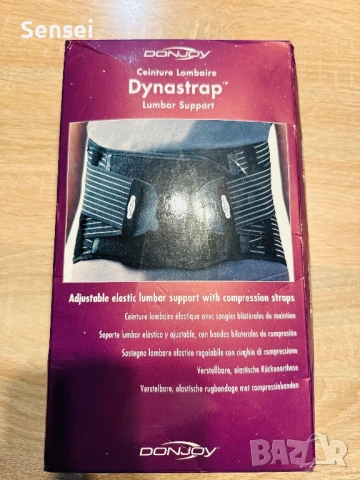 Sensei
DONJOY
Ceinture Lombaire
Dynastrap™
Lumbar Support
Adjustable elastic lumbar support with compression straps
Ceinture lombaire élastique avec sangles bilatérales de maintien
Soporte lumbar elástico y ajustable, con bandas bilaterales de compresión
Sostegno lombare elastico regolabile con cinghie di compressione
Verstellbare, elastische Rückenorthese
Verstelbare, elastische rugbandage met compressiebanden
DONJOY
BAZAR
bg